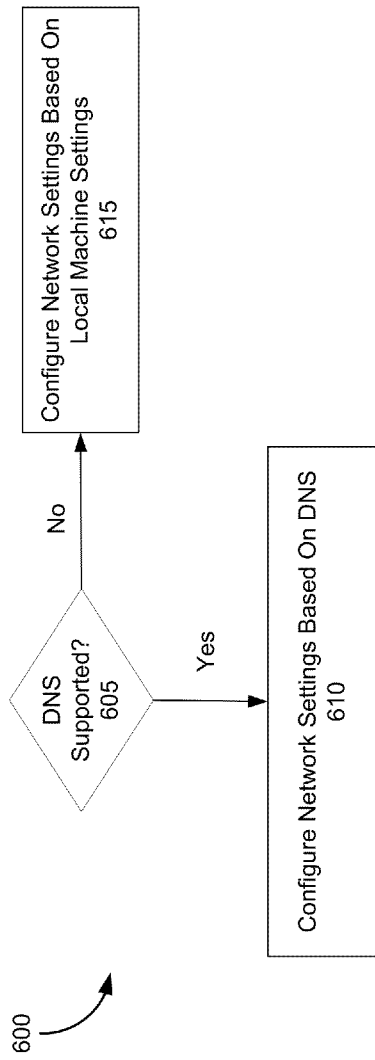 600
DNS
Supported?
605
No
Configure Network Settings Based On
Local Machine Settings
615
Yes
Configure Network Settings Based On DNS
610